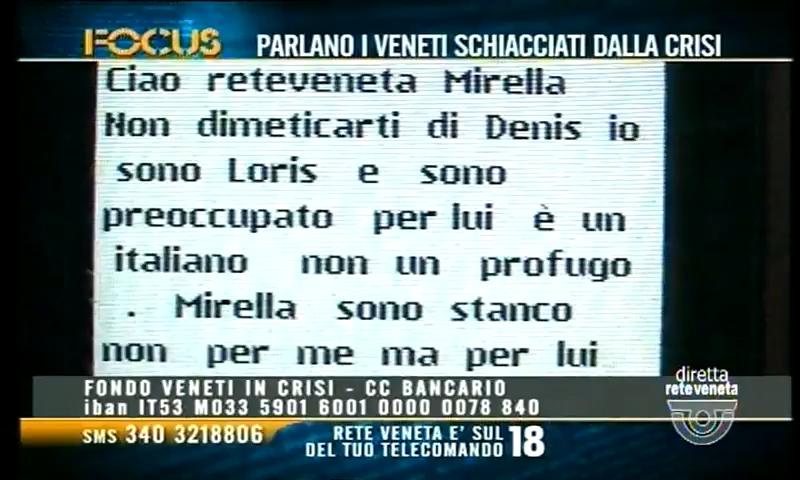 FOCUS PARLANO I VENETI SCHIACCIATI DALLA CRISI
Ciao reteveneta Mirella
Non dimeticarti di Denis io
sono Loris e sono
preoccupato per lui è un
italiano non un profugo
. Mirella sono stanco
non per me ma per lui
FONDO VENETI IN CRISI - CC BANCARIO
iban IT53 M033 5901 6001 0000 0078 840
diretta
reteveneta
SMS 340 3218806
RETE VENETA E' SUL
DEL TUO TELECOMANDO 18